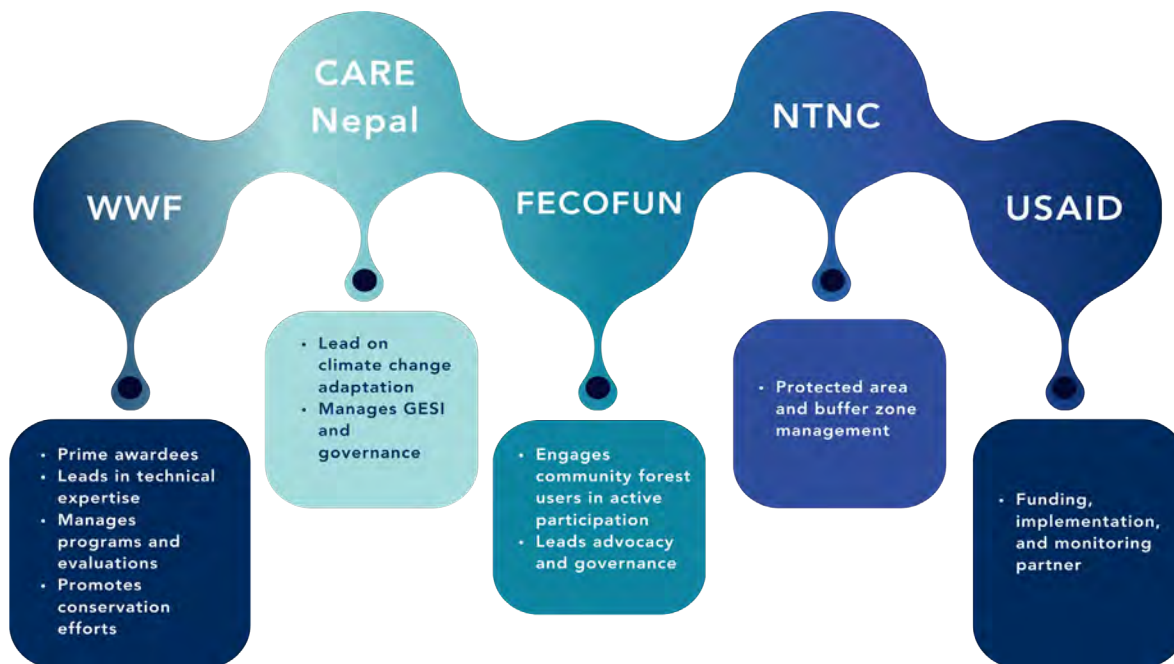 WWF
• Prime awardees
• Leads in technical
expertise
• Manages
programs and
evaluations
• Promotes
conservation
efforts
CARE
Nepal
• Lead on
climate change
adaptation
• Manages GESI
and
governance
FECOFUN
• Engages
community forest
users in active
participation
• Leads advocacy
and governance
NTNC
• Protected area
and buffer zone
management
USAID
• Funding,
implementation,
and monitoring
partner